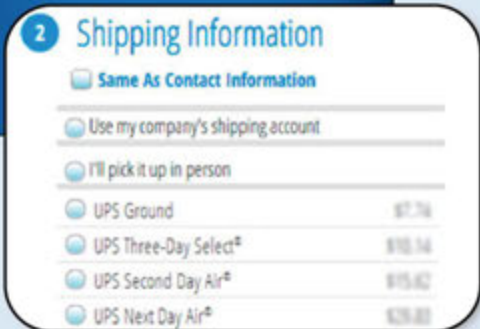 2 Shipping Information
Same As Contact Information
Use my company's shipping account
I'll pick it up in person
UPS Ground
UPS Three-Day Select®
UPS Second Day Air®
UPS Next Day Air®